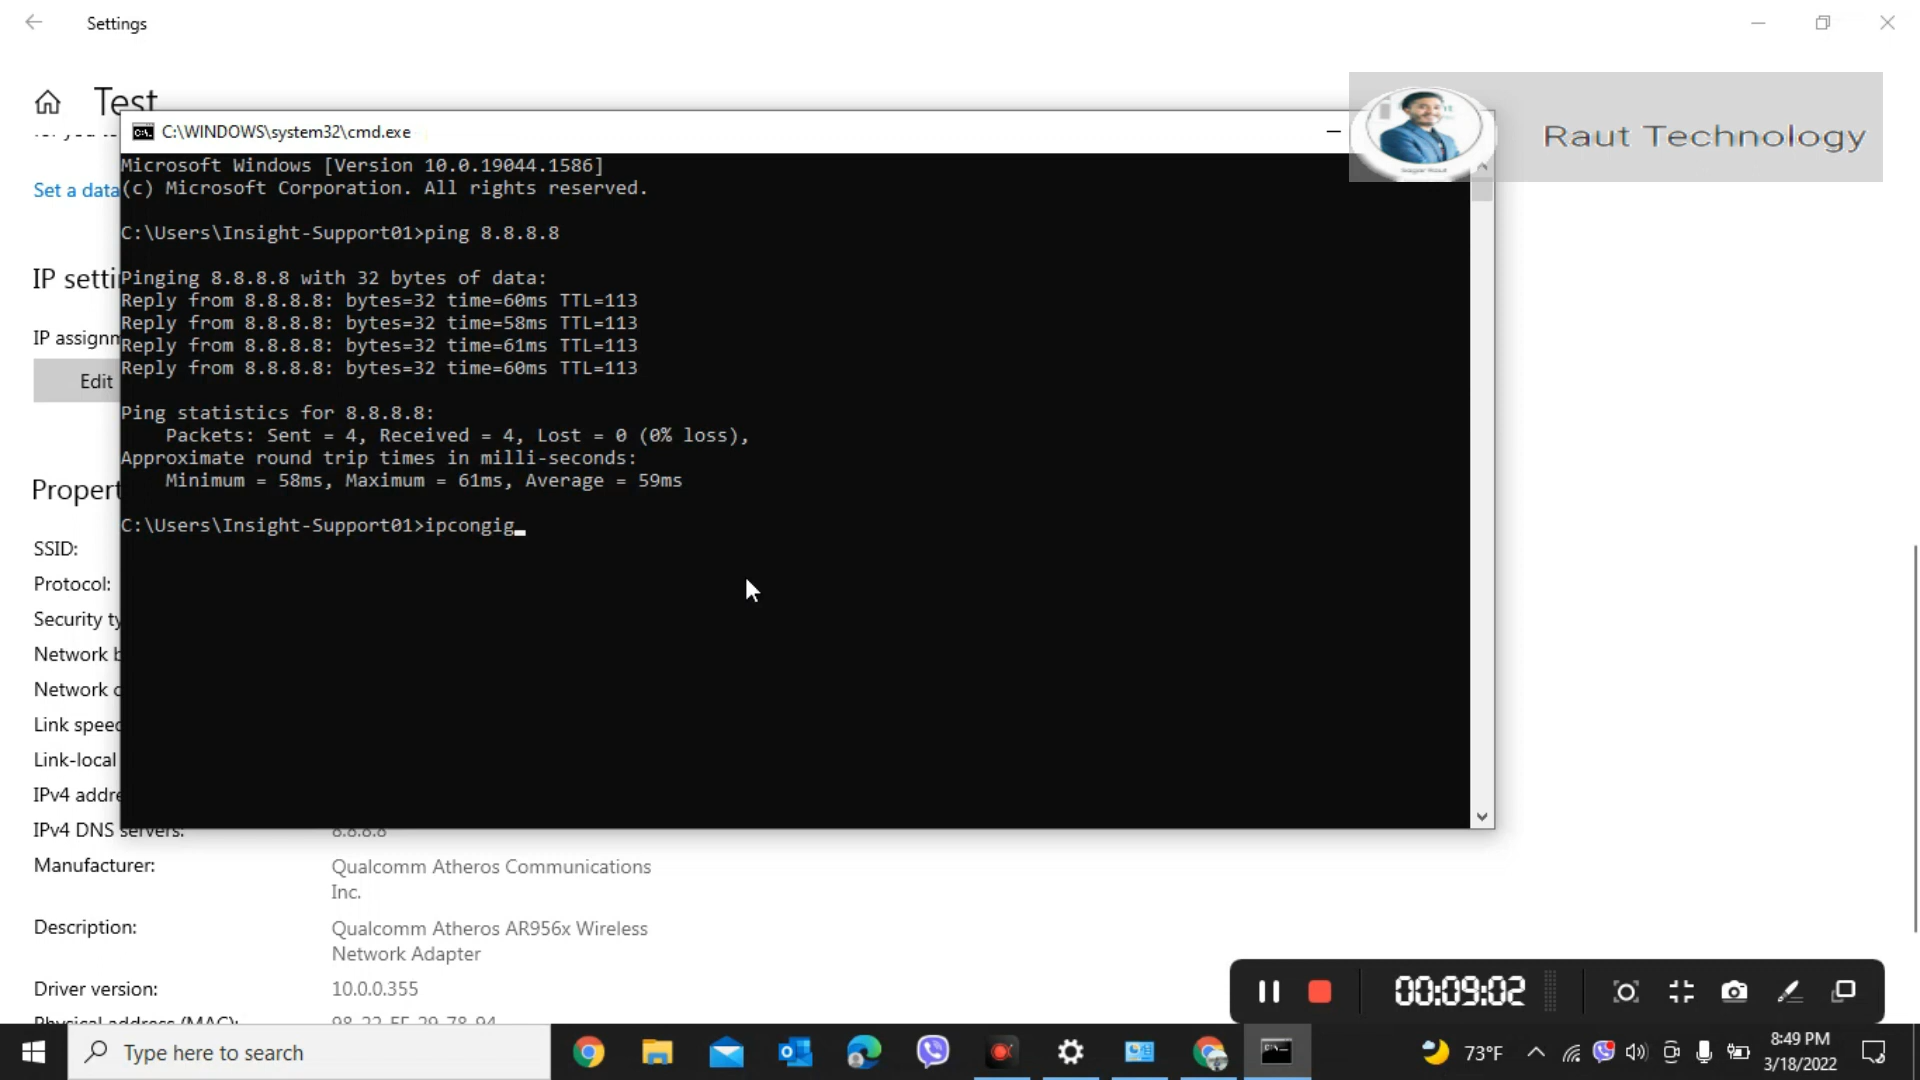 Settings
Test
C:\WINDOWS\system32\cmd.exe
Raut Technology
Microsoft Windows [Version 10.0.19044.1586]
Set a data
(c) Microsoft Corporation. All rights reserved.
C:\Users\Insight-Support01>ping 8.8.8.8
IP setti
Pinging 8.8.8.8 with 32 bytes of data:
Reply from 8.8.8.8: bytes=32 time=60ms TTL=113
Reply from 8.8.8.8: bytes=32 time=58ms TTL=113
IP assignm
Reply from 8.8.8.8: bytes=32 time=61ms TTL=113
Reply from 8.8.8.8: bytes=32 time=60ms TTL=113
Edit
Ping statistics for 8.8.8.8:
Packets: Sent = 4, Received = 4, Lost = 0 (0% loss),
Approximate round trip times in milli-seconds:
Minimum = 58ms, Maximum = 61ms, Average = 59ms
Propert
C:\Users\Insight-Support01>ipcongig
SSID:
Protocol:
Security ty
Network b
Network c
Link speed
Link-local
IPv4 addre
IPv4 DNS servers: 8.8.8.8
Manufacturer: Qualcomm Atheros Communications
Inc.
Description: Qualcomm Atheros AR956x Wireless
Network Adapter
Driver version: 10.0.0.355
Physical address (MAC):
00:09:02
Type here to search
73°F
8:49 PM
3/18/2022